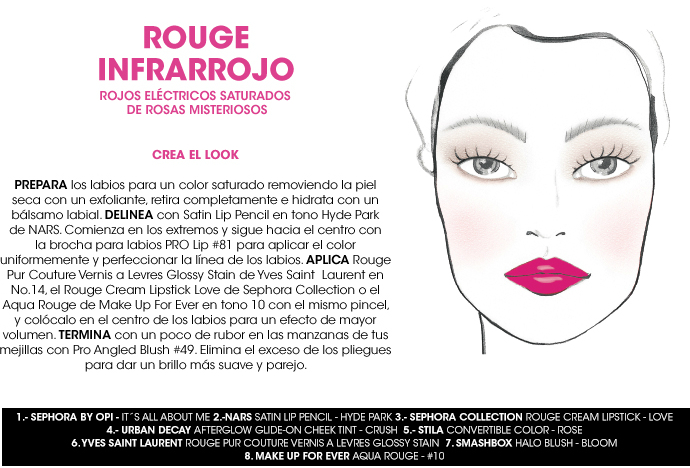 ROUGE
INFRARROJO
ROJOS ELÉCTRICOS SATURADOS
DE ROSAS MISTERIOSOS
CREA EL LOOK
PREPARA los labios para un color saturado removiendo la piel
seca con un exfoliante, retira completamente e hidrata con un
bálsamo labial. DELINEA con Satin Lip Pencil en tono Hyde Park
de NARS. Comienza en los extremos y sigue hacia el centro con
la brocha para labios PRO Lip #81 para aplicar el color
uniformemente y perfeccionar la línea de los labios. APLICA Rouge
Pur Couture Vernis a Levres Glossy Stain de Yves Saint Laurent en
No.14, el Rouge Cream Lipstick Love de Sephora Collection o el
Aqua Rouge de Make Up For Ever en tono 10 con el mismo pincel,
y colócalo en el centro de los labios para un efecto de mayor
volumen. TERMINA con un poco de rubor en las manzanas de tus
mejillas con Pro Angled Blush #49. Elimina el exceso de los pliegues
para dar un brillo más suave y parejo.
1.- SEPHORA BY OPI - IT´S ALL ABOUT ME 2.-NARS SATIN LIP PENCIL - HYDE PARK 3.- SEPHORA COLLECTION ROUGE CREAM LIPSTICK - LOVE
4.- URBAN DECAY AFTERGLOW GLIDE-ON CHEEK TINT - CRUSH 5.- STILA CONVERTIBLE COLOR - ROSE
6.YVES SAINT LAURENT ROUGE PUR COUTURE VERNIS A LEVRES GLOSSY STAIN 7. SMASHBOX HALO BLUSH - BLOOM
8. MAKE UP FOR EVER AQUA ROUGE - #10